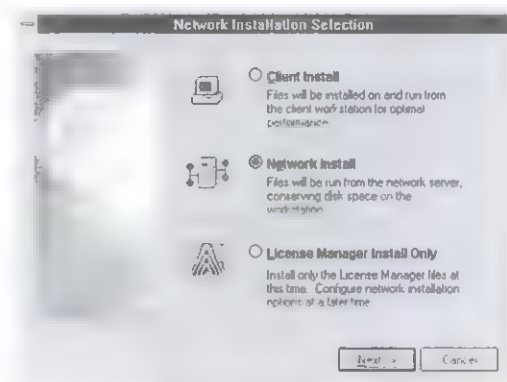 Network Installation Selection
Client Install
Files will be installed on and run from
the client workstation for optimal
performance
Network Install
Files will be run from the network server,
conserving disk space on the
workstation
License Manager Install Only
Install only the License Manager files at
this time. Configure network installation
options at a later time
Next >
Cancel